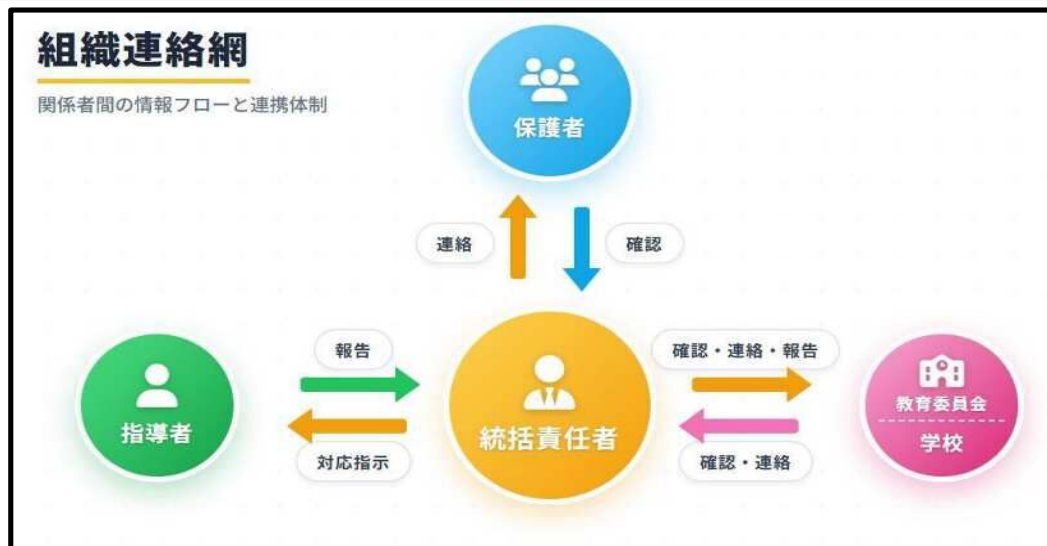 組織連絡網
関係者間の情報フローと連携体制
保護者
連絡
確認
報告
確認・連絡・報告
指導者
統括責任者
教育委員会
学校
対応指示
確認・連絡